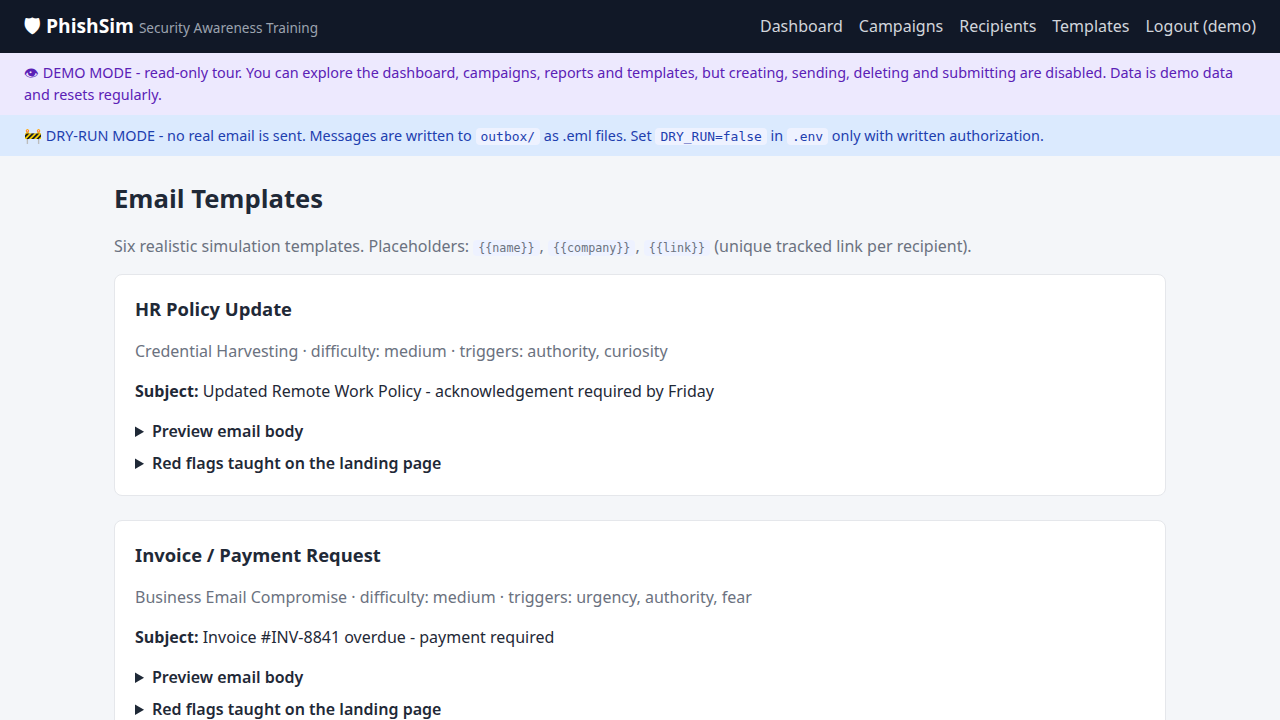 PhishSim Security Awareness Training
Dashboard Campaigns Recipients Templates Logout (demo)
👁 DEMO MODE - read-only tour. You can explore the dashboard, campaigns, reports and templates, but creating, sending, deleting and submitting are disabled. Data is demo data
and resets regularly.
🚧 DRY-RUN MODE - no real email is sent. Messages are written to outbox/ as .eml files. Set DRY_RUN=false in .env only with written authorization.
Email Templates
Six realistic simulation templates. Placeholders: {{name}}, {{company}}, {{link}} (unique tracked link per recipient).
HR Policy Update
Credential Harvesting · difficulty: medium · triggers: authority, curiosity
Subject: Updated Remote Work Policy - acknowledgement required by Friday
▶ Preview email body
▶ Red flags taught on the landing page
Invoice / Payment Request
Business Email Compromise · difficulty: medium · triggers: urgency, authority, fear
Subject: Invoice #INV-8841 overdue - payment required
▶ Preview email body
▶ Red flags taught on the landing page